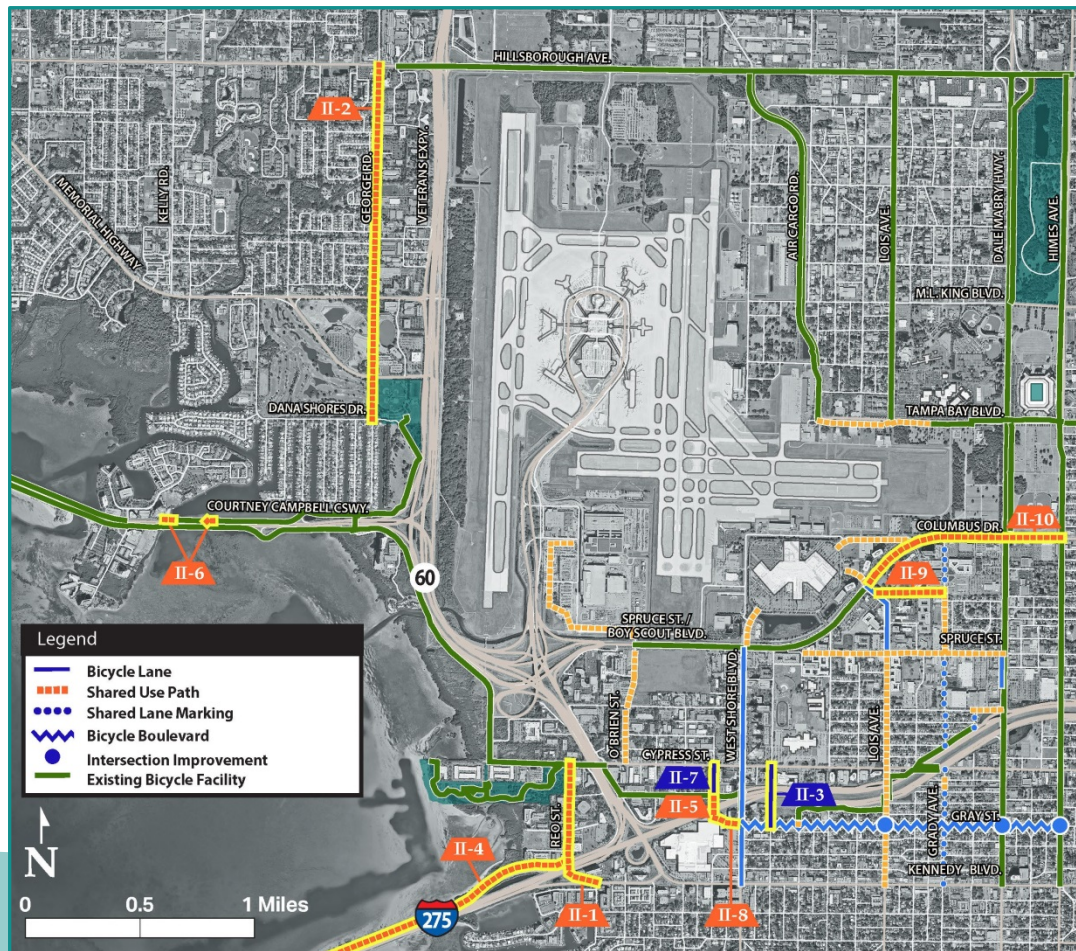 HILLSBOROUGH AVE.
II-2
GEORGE RD.
VETERANS EXPY.
KELLY RD.
MEMORIAL HIGHWAY
AIR CARGO RD.
LOIS AVE.
DALE MABRY HWY.
HIMES AVE.
M.L. KING BLVD.
DANA SHORES DR.
TAMPA BAY BLVD.
COURTNEY CAMPBELL CSWY.
COLUMBUS DR.
II-10
II-6
II-9
60
SPRUCE ST. /
BOY SCOUT BLVD.
SPRUCE ST.
Legend
Bicycle Lane
Shared Use Path
Shared Lane Marking
Bicycle Boulevard
Intersection Improvement
Existing Bicycle Facility
O'BRIEN ST.
WEST SHORE BLVD.
LOIS AVE.
CYPRESS ST.
II-7
II-3
II-5
REO ST.
GRADY AVE.
GRAY ST.
II-4
KENNEDY BLVD.
N
II-1
II-8
275
0 0.5 1 Miles